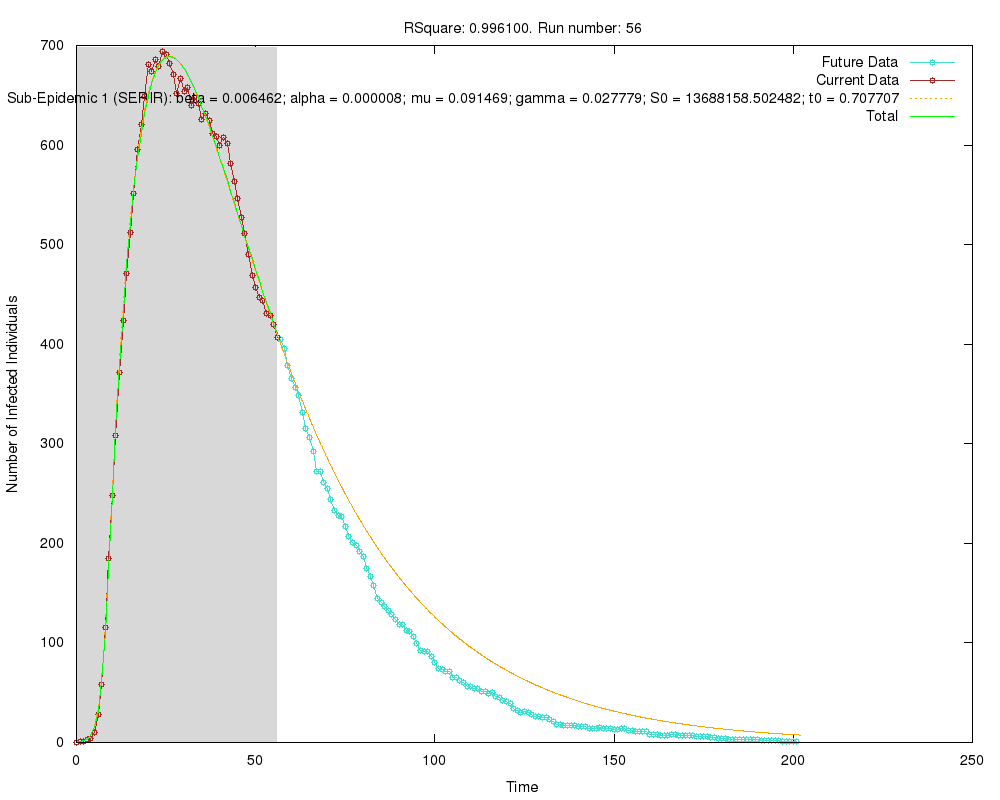 RSquare: 0.996100. Run number: 56
700
600
500
400
300
200
100
0
Number of Infected Individuals
Future Data
Current Data
Sub-Epidemic 1 (SEFIR): beta = 0.006462; alpha = 0.000008; mu = 0.091469; gamma = 0.027779; S0 = 13688158.502482; t0 = 0.707707
Total
0 50 100 150 200 250
Time